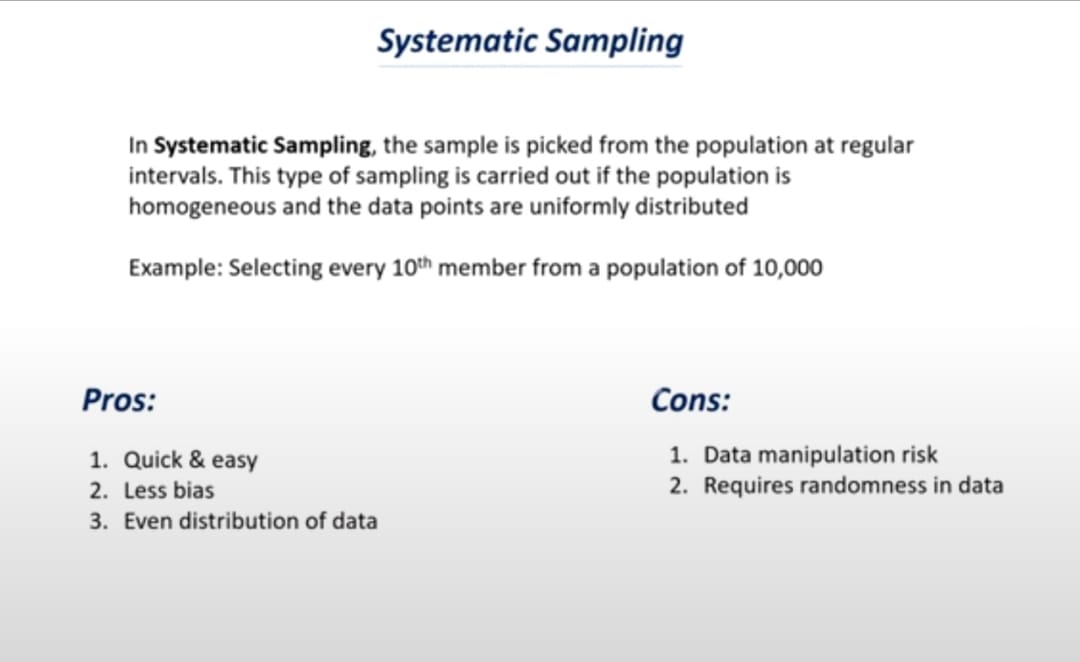 Systematic Sampling
In Systematic Sampling, the sample is picked from the population at regular
intervals. This type of sampling is carried out if the population is
homogeneous and the data points are uniformly distributed
Example: Selecting every 10th member from a population of 10,000
Pros:
1. Quick & easy
2. Less bias
3. Even distribution of data
Cons:
1. Data manipulation risk
2. Requires randomness in data